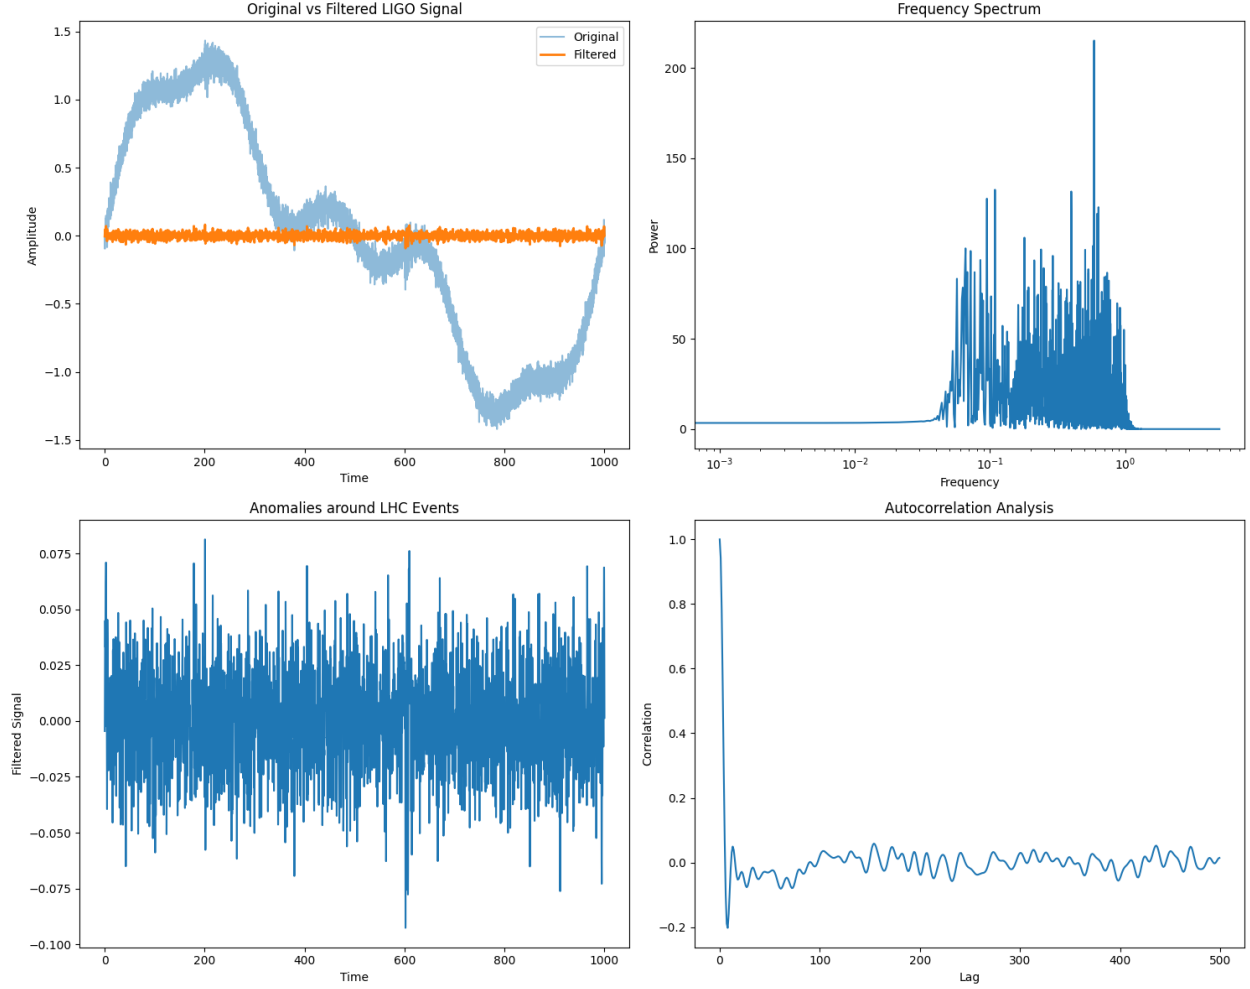 Original vs Filtered LIGO Signal
Original
Filtered
1.5
1.0
0.5
0.0
−0.5
−1.0
−1.5
Amplitude
0 200 400 600 800 1000
Time
Frequency Spectrum
200
150
100
50
0
Power
10⁻³ 10⁻² 10⁻¹ 10⁰
Frequency
Anomalies around LHC Events
0.075
0.050
0.025
0.000
−0.025
−0.050
−0.075
−0.100
Filtered Signal
0 200 400 600 800 1000
Time
Autocorrelation Analysis
1.0
0.8
0.6
0.4
0.2
0.0
−0.2
Correlation
0 100 200 300 400 500
Lag